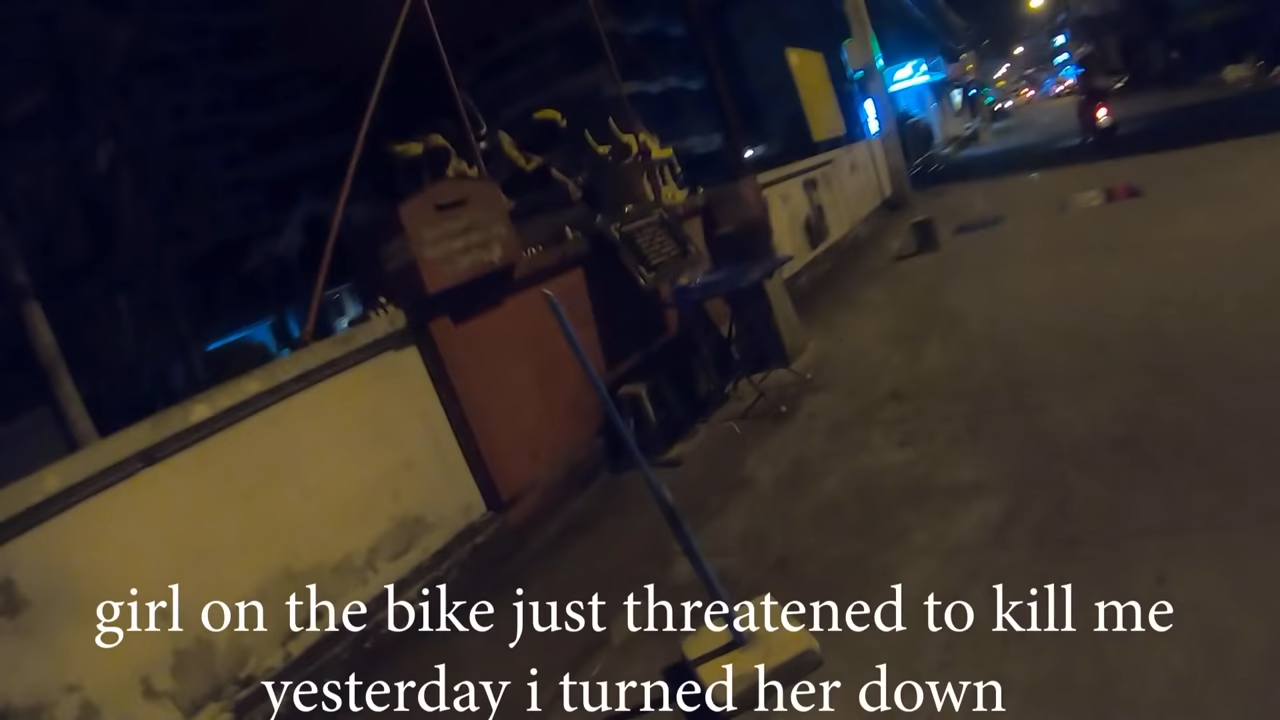 girl on the bike just threatened to kill me
yesterday i turned her down